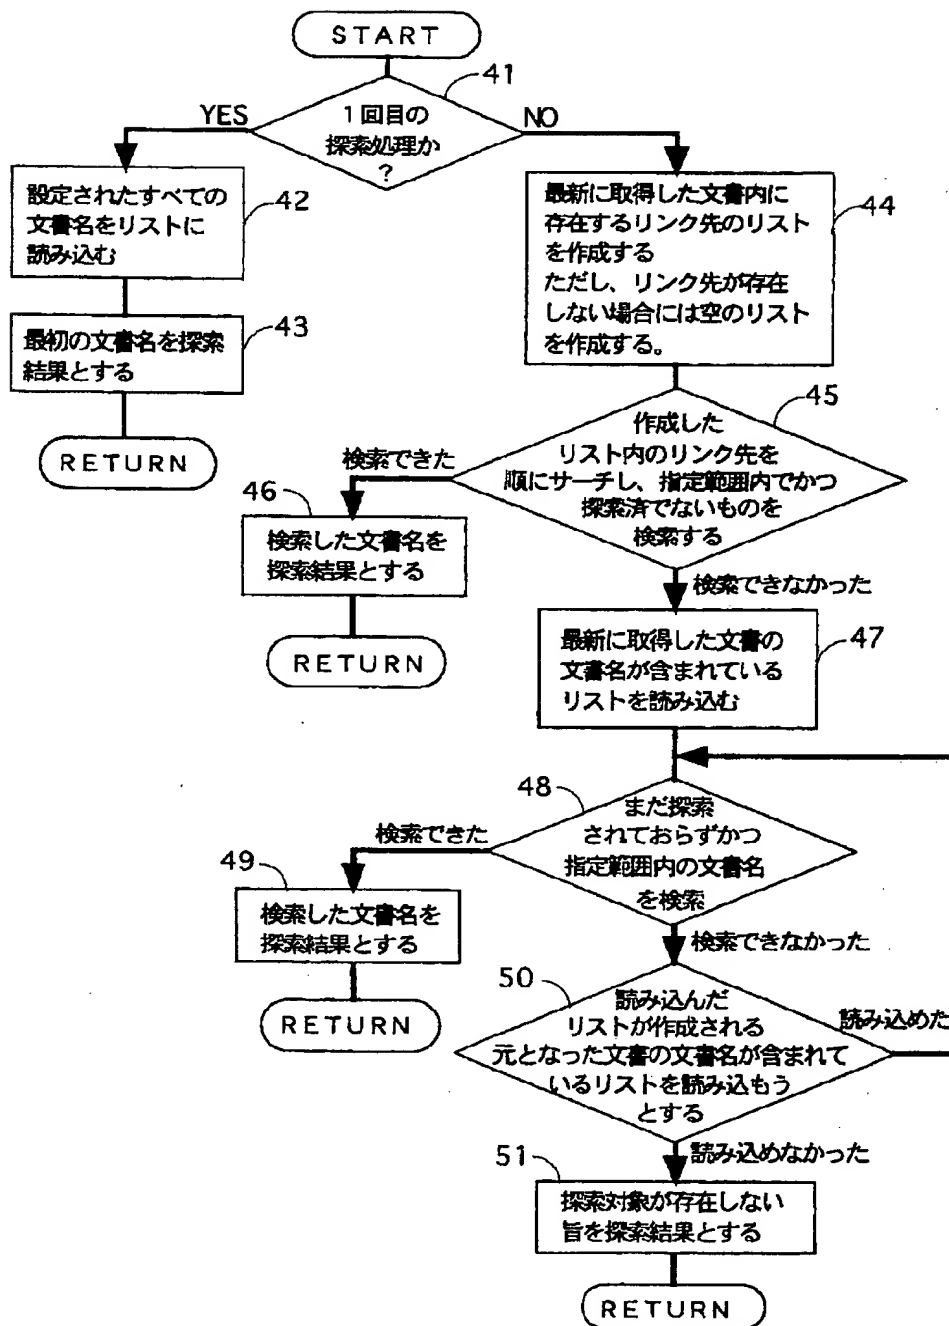 START
41
YES
1回目の
探索処理か
?
NO
設定されたすべての
文書名をリストに
読み込む
42
最初の文書名を探索
結果とする
43
RETURN
最新に取得した文書内に
存在するリンク先のリスト
を作成する
ただし、リンク先が存在
しない場合には空のリスト
を作成する。
44
45
作成した
リスト内のリンク先を
順にサーチし、指定範囲内でかつ
探索済でないものを
検索する
検索できた
46
検索した文書名を
探索結果とする
RETURN
検索できなかった
最新に取得した文書の
文書名が含まれている
リストを読み込む
47
48
まだ探索
されておらずかつ
指定範囲内の文書名
を検索
検索できた
49
検索した文書名を
探索結果とする
RETURN
検索できなかった
50
読み込んだ
リストが作成される
元となった文書の文書名が含まれて
いるリストを読み込もう
とする
読み込めた
読み込めなかった
51
探索対象が存在しない
旨を探索結果とする
RETURN